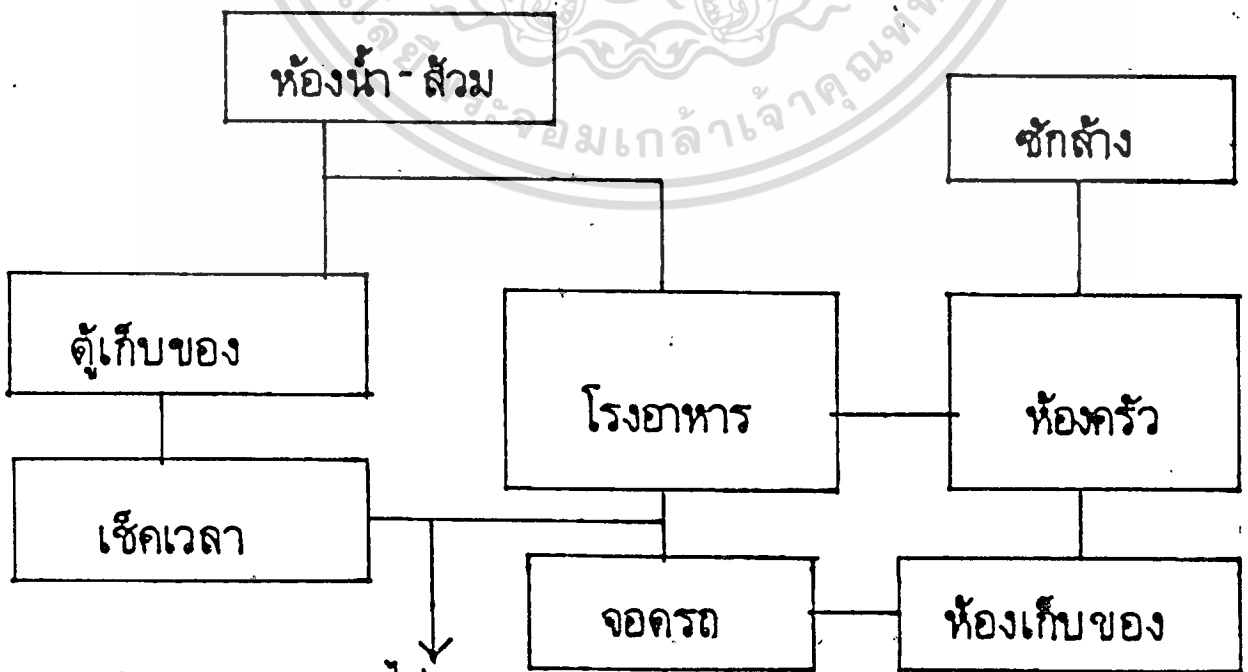 ห้องน้ำ - ส้วม
ซักล้าง
ตู้เก็บของ
โรงอาหาร
ห้องครัว
เช็คเวลา
จอดรถ
ห้องเก็บของ